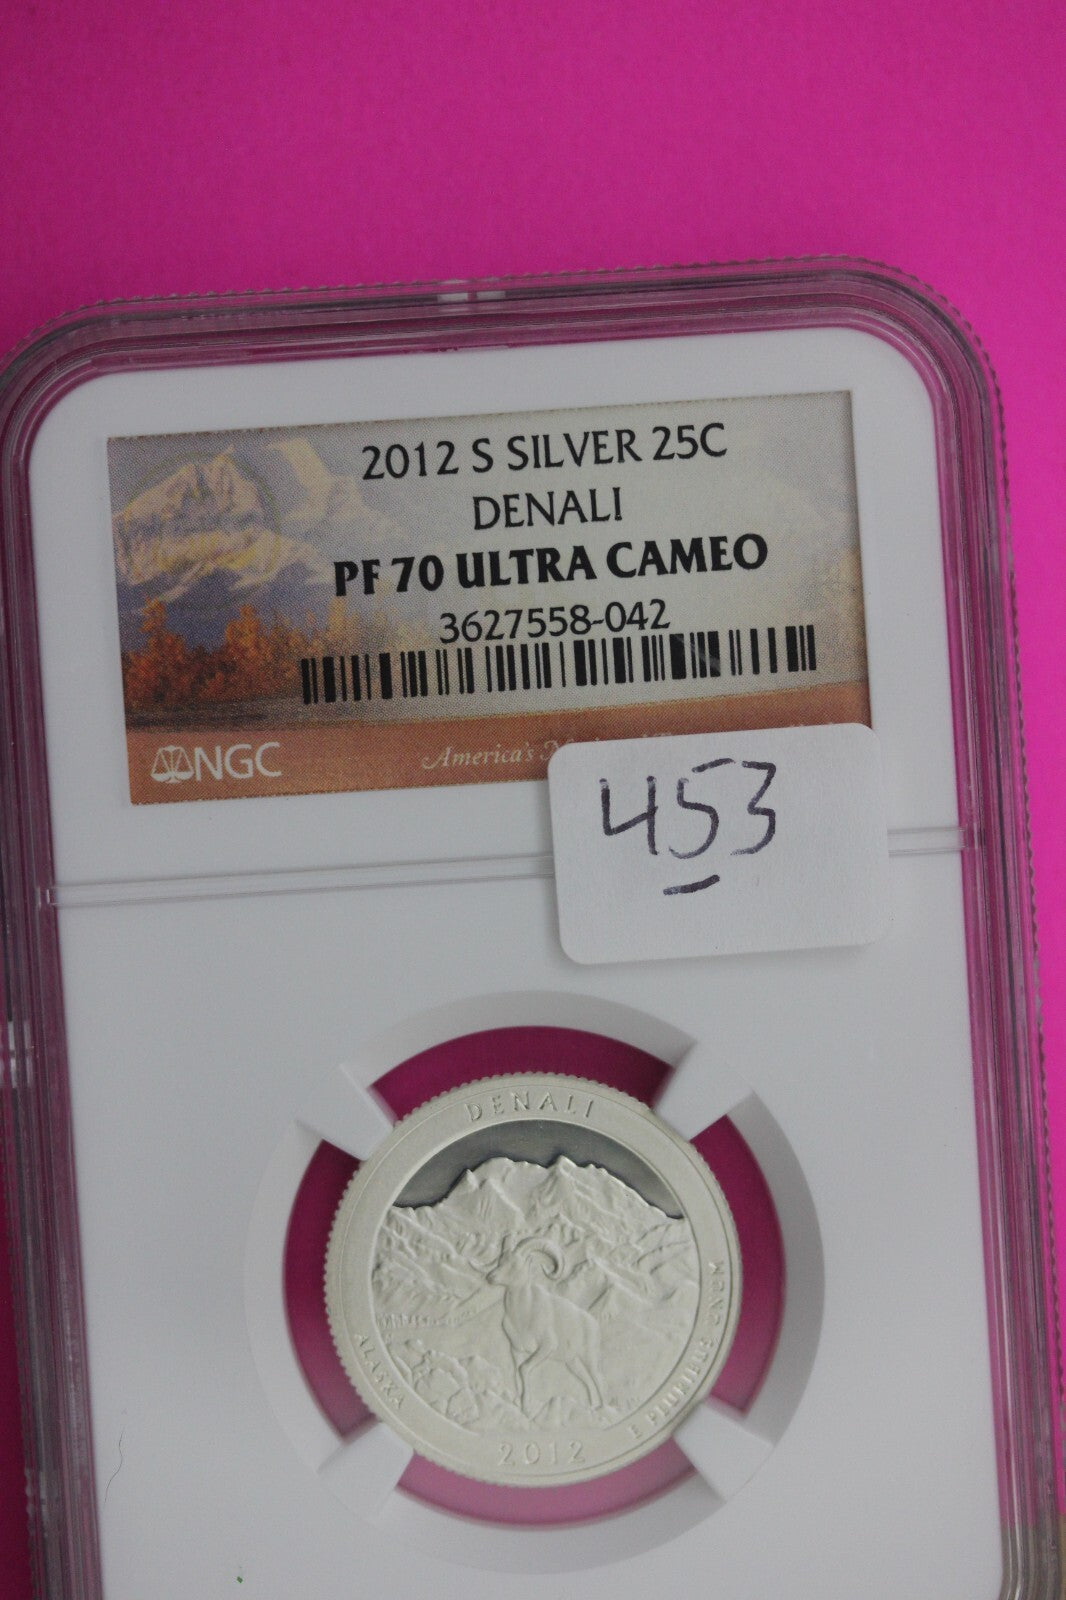 2012 S SILVER 25C
DENALI
PF 70 ULTRA CAMEO
3627558-042
NGC
America's
453
DENALI
ALASKA
E PLURIBUS UNUM
2012